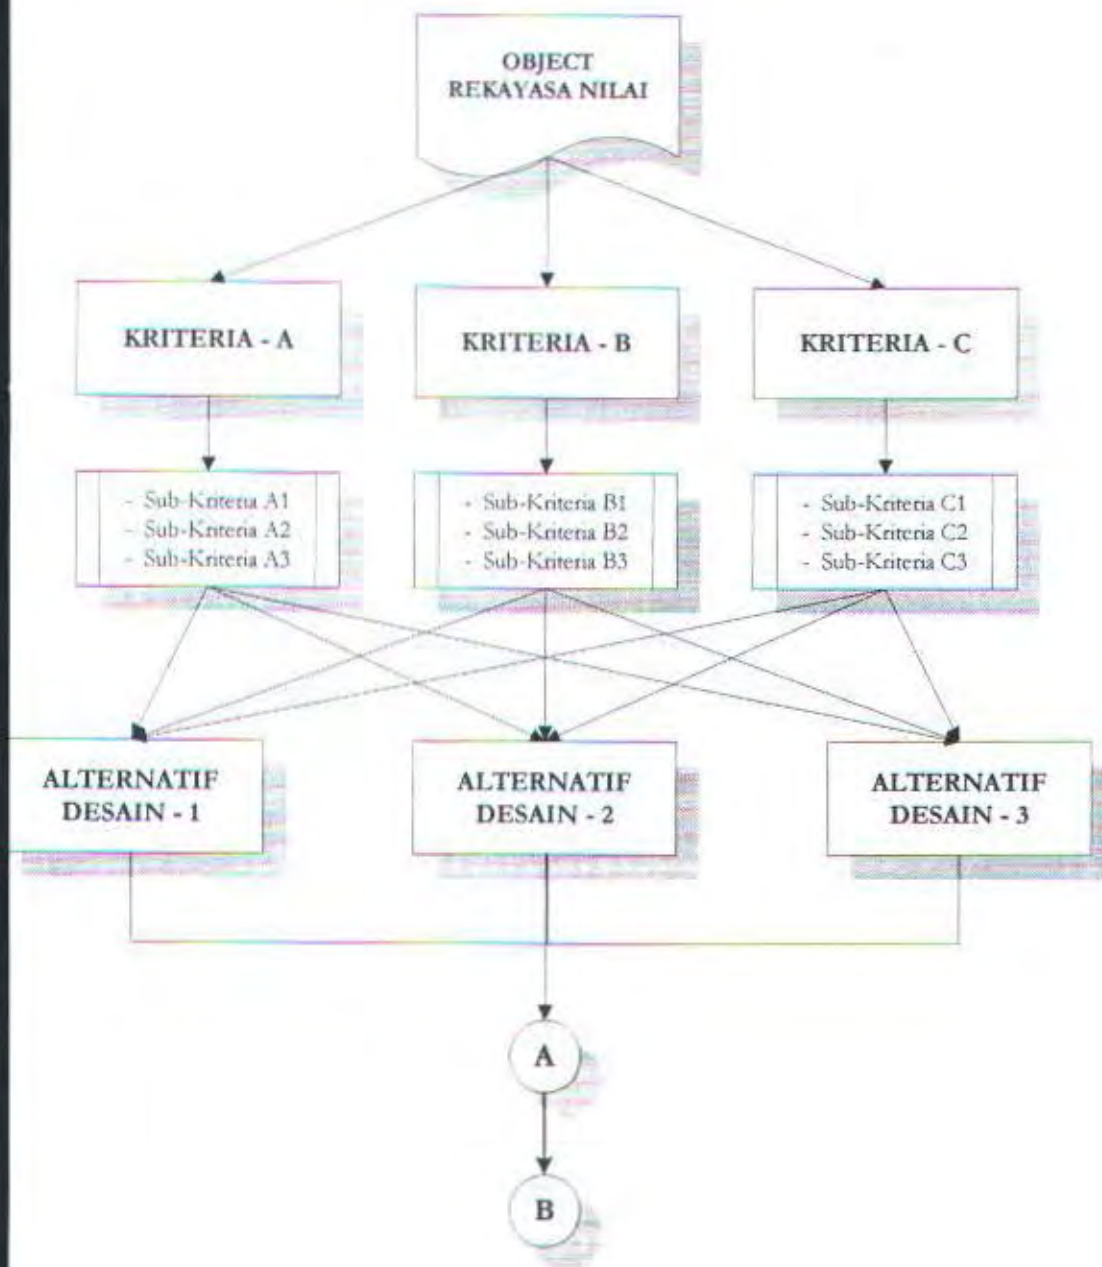 OBJECT
REKAYASA NILAI
KRITERIA - A
KRITERIA - B
KRITERIA - C
- Sub-Kriteria A1
- Sub-Kriteria A2
- Sub-Kriteria A3
- Sub-Kriteria B1
- Sub-Kriteria B2
- Sub-Kriteria B3
- Sub-Kriteria C1
- Sub-Kriteria C2
- Sub-Kriteria C3
ALTERNATIF
DESAIN - 1
ALTERNATIF
DESAIN - 2
ALTERNATIF
DESAIN - 3
A
B